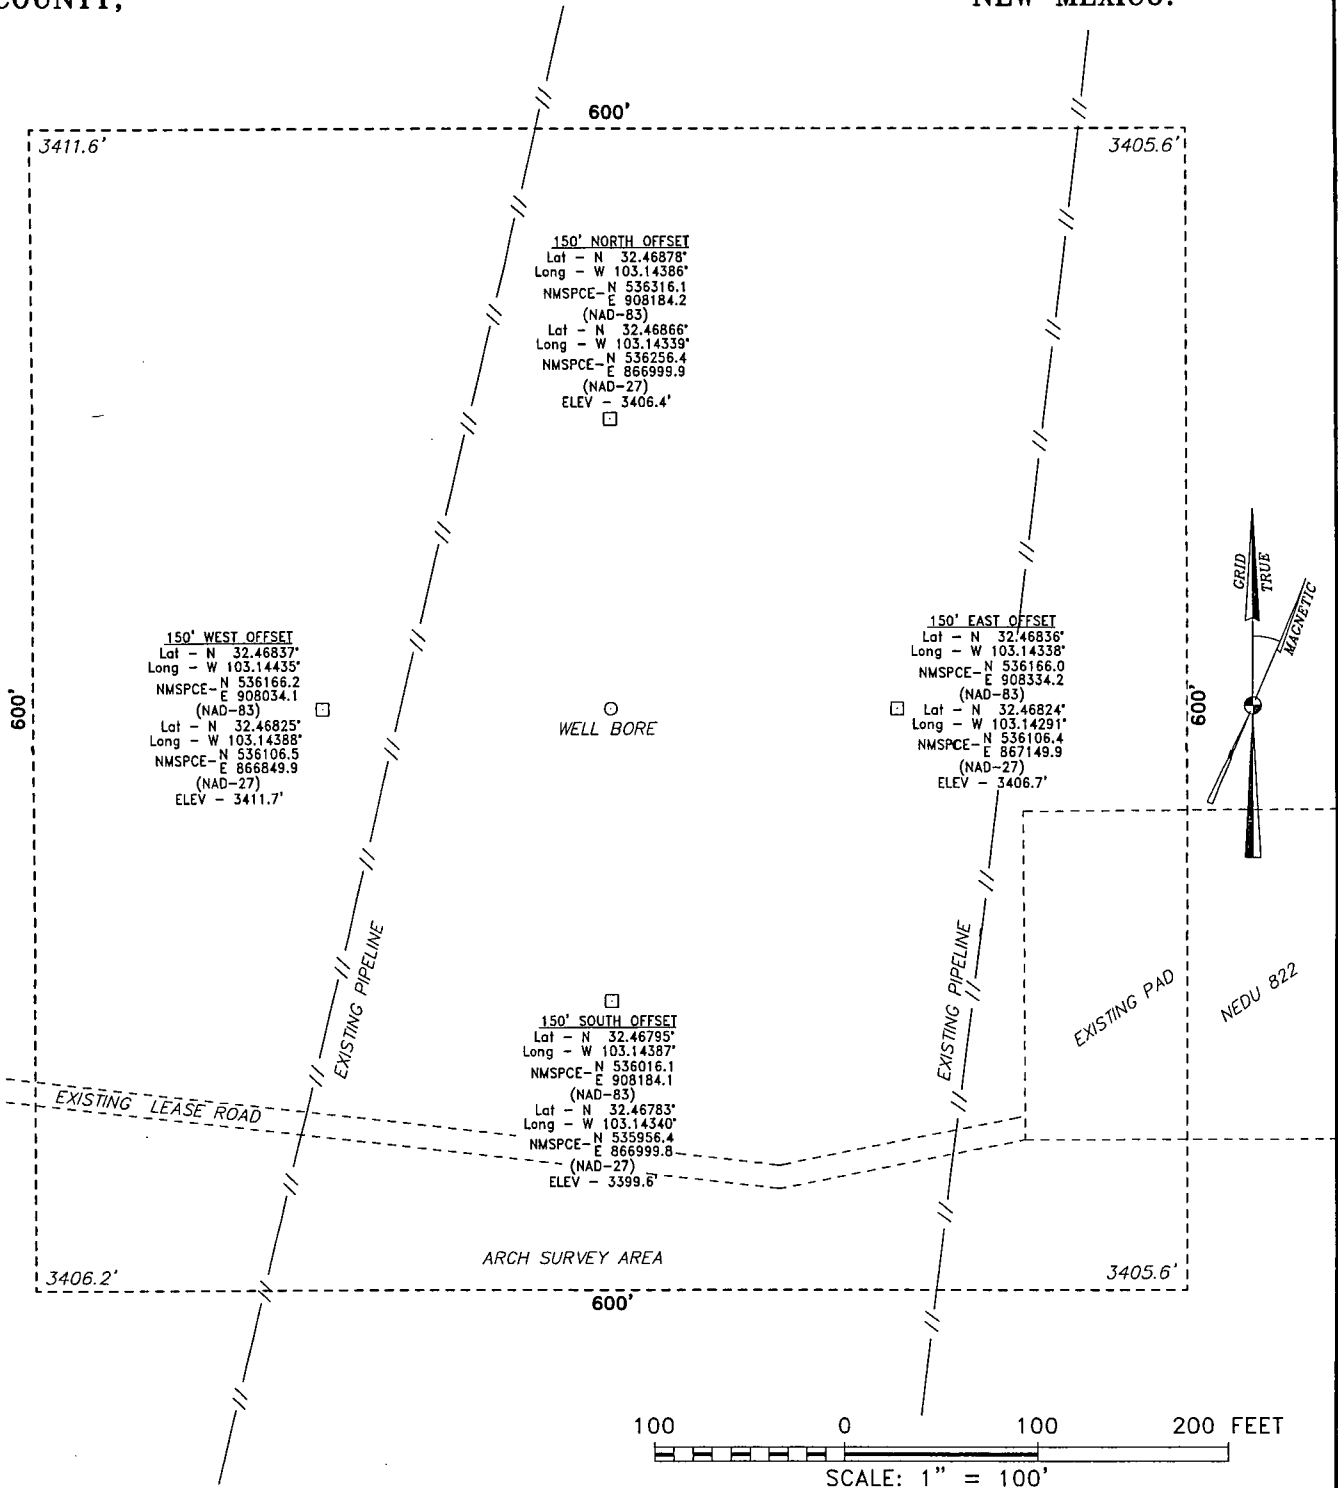 COUNTY,
NEW MEXICO.
600'
3411.6'
3405.6'
150' NORTH OFFSET
Lat - N 32.46878°
Long - W 103.14386°
NMSPCE- N 536316.1
E 908184.2
(NAD-83)
Lat - N 32.46866°
Long - W 103.14339°
NMSPCE- N 536256.4
E 866999.9
(NAD-27)
ELEV - 3406.4'
GRID
TRUE
MAGNETIC
150' WEST OFFSET
Lat - N 32.46837°
Long - W 103.14435°
NMSPCE- N 536166.2
E 908034.1
(NAD-83)
Lat - N 32.46825°
Long - W 103.14388°
NMSPCE- N 536106.5
E 866849.9
(NAD-27)
ELEV - 3411.7'
600'
WELL BORE
150' EAST OFFSET
Lat - N 32.46836°
Long - W 103.14338°
NMSPCE- N 536166.0
E 908334.2
(NAD-83)
Lat - N 32.46824°
Long - W 103.14291°
NMSPCE- N 536106.4
E 867149.9
(NAD-27)
ELEV - 3406.7'
600'
EXISTING PIPELINE
EXISTING PIPELINE
EXISTING PAD
NEDU 822
150' SOUTH OFFSET
Lat - N 32.46795°
Long - W 103.14387°
NMSPCE- N 536016.1
E 908184.1
(NAD-83)
Lat - N 32.46783°
Long - W 103.14340°
NMSPCE- N 535956.4
E 866999.8
(NAD-27)
ELEV - 3399.6'
EXISTING LEASE ROAD
ARCH SURVEY AREA
3406.2'
3405.6'
600'
100 0 100 200 FEET
SCALE: 1" = 100'